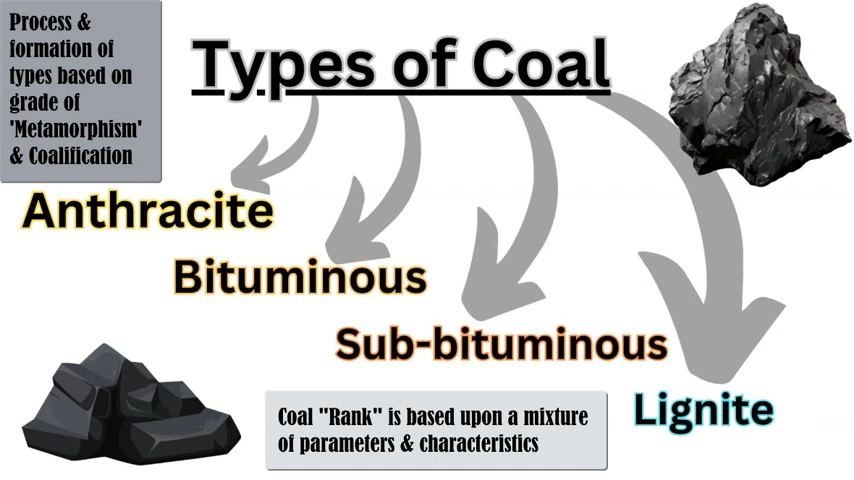 Process &
formation of
types based on
grade of
'Metamorphism'
& Coalification
Types of Coal
Anthracite
Bituminous
Sub-bituminous
Lignite
Coal "Rank" is based upon a mixture
of parameters & characteristics